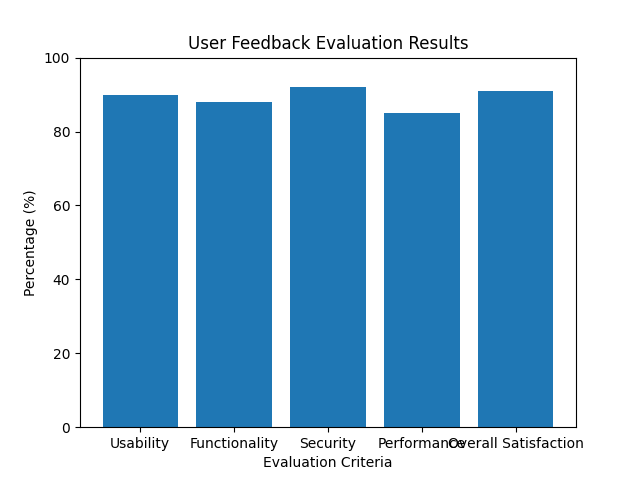 User Feedback Evaluation Results
100
80
60
40
20
0
Percentage (%)
Usability Functionality Security Performance Overall Satisfaction
Evaluation Criteria